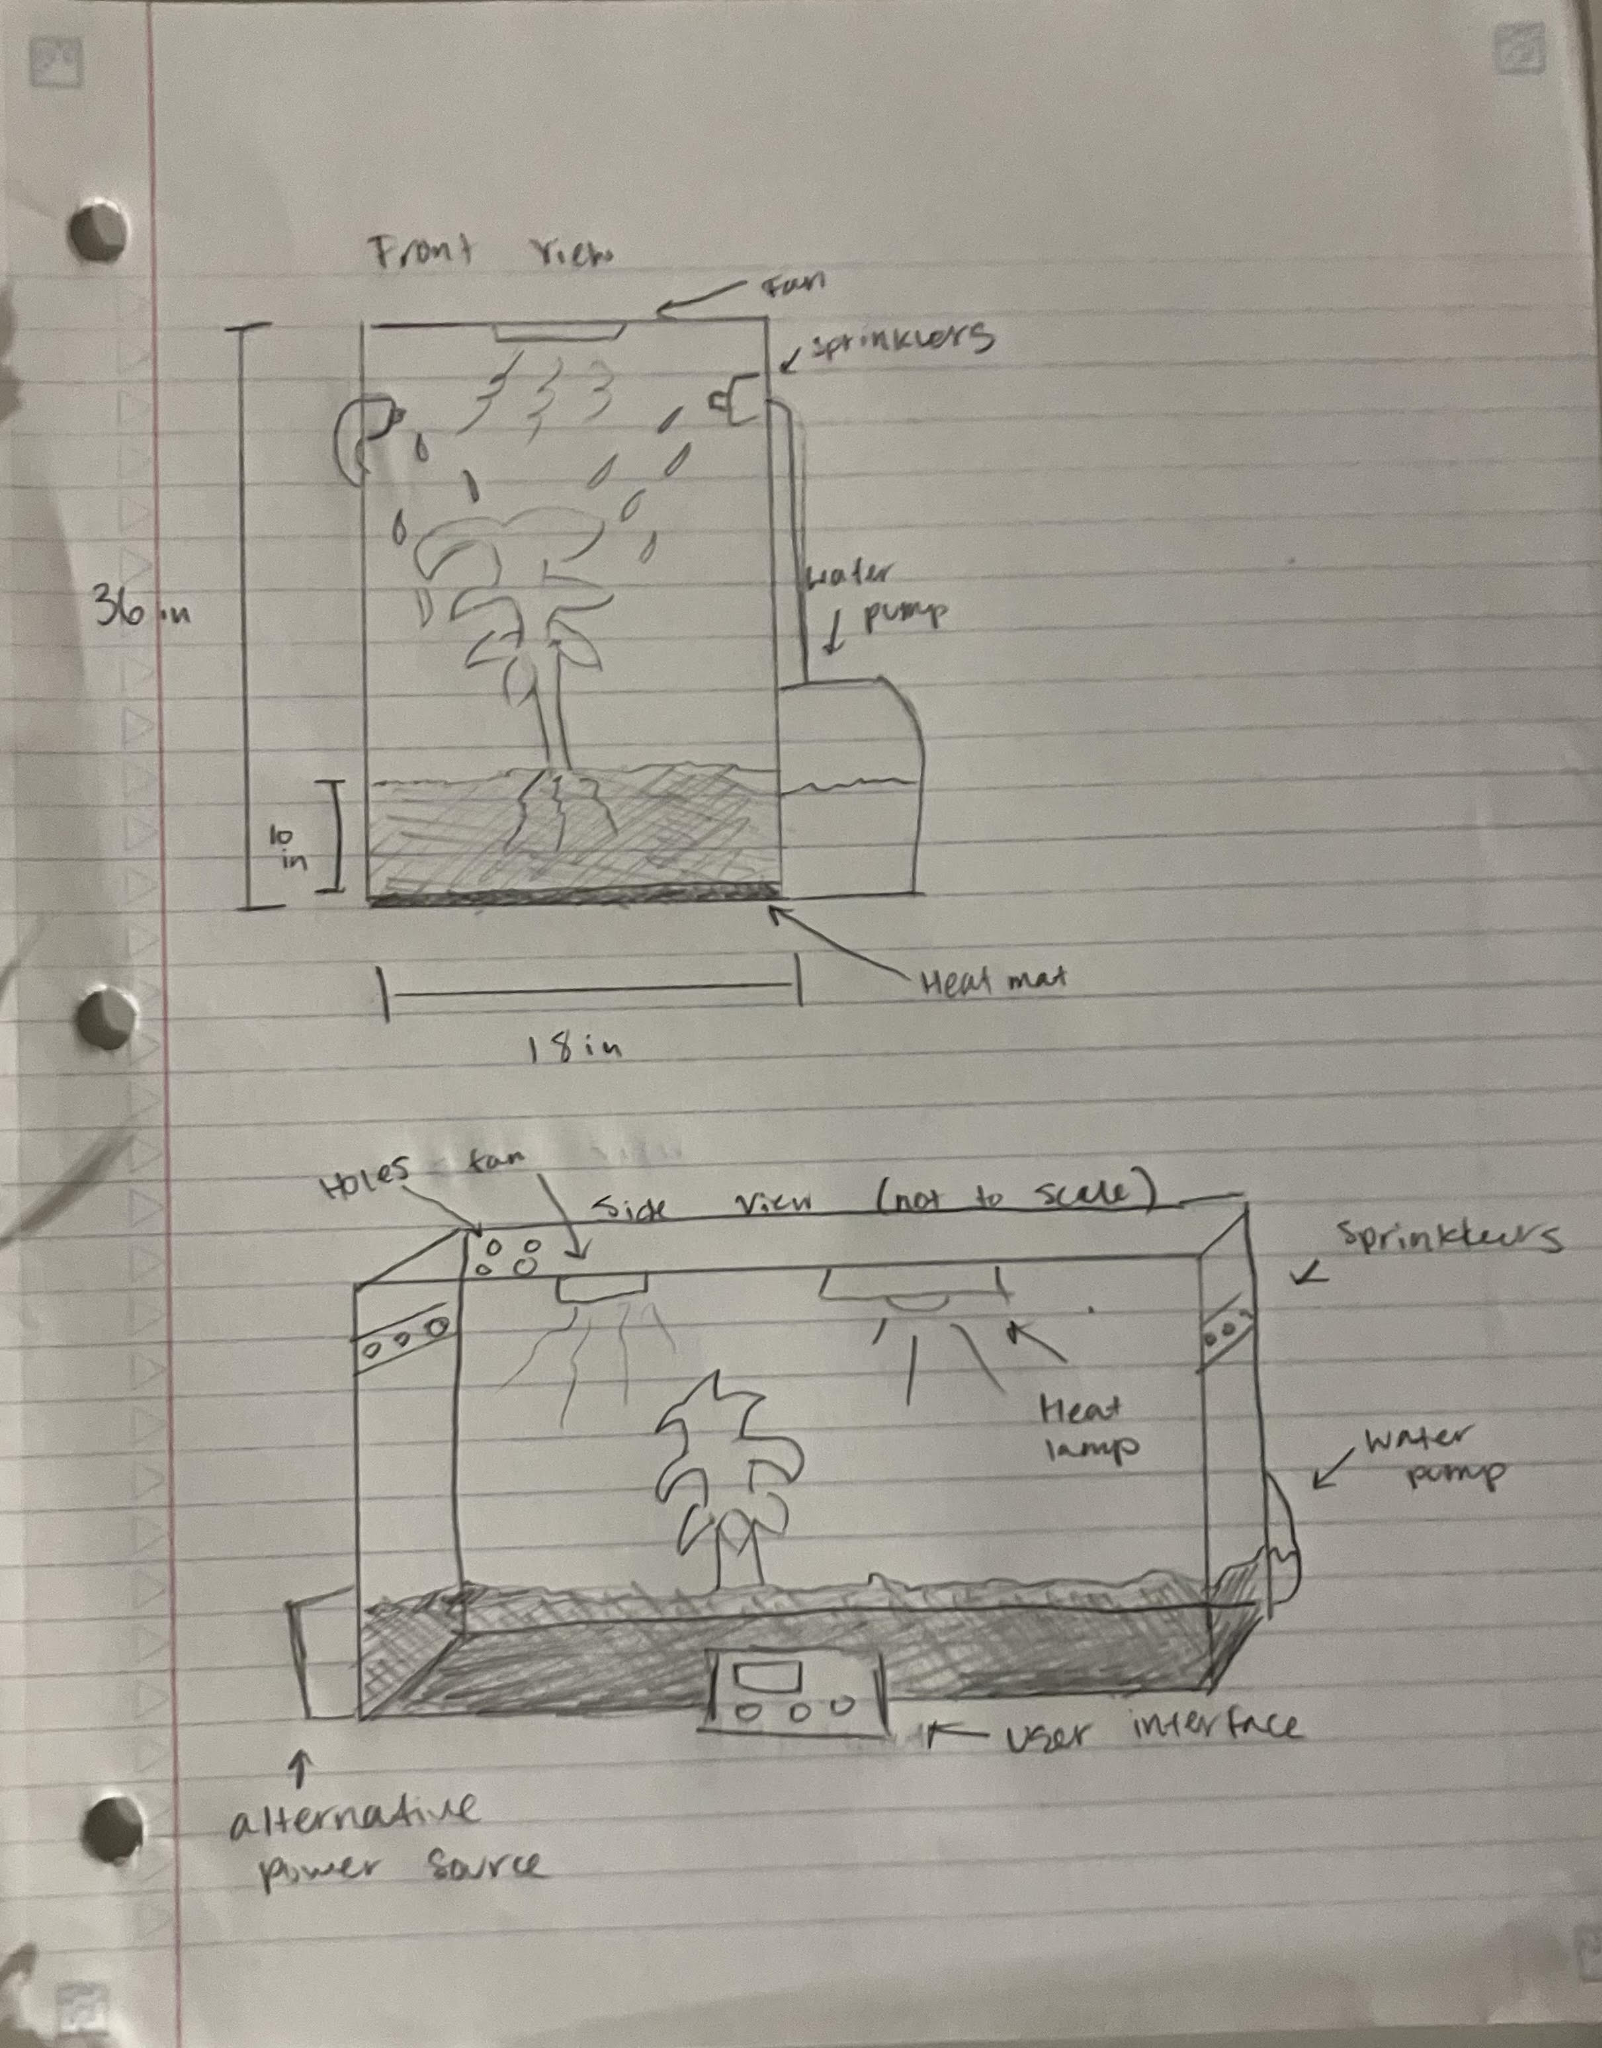 Front view
Fan
Sprinklers
36 in
water
pump
10
in
Heat mat
18 in
Holes
fan
Side view (not to scale)
Sprinklers
Heat
lamp
Water
pump
user interface
alternative
power source